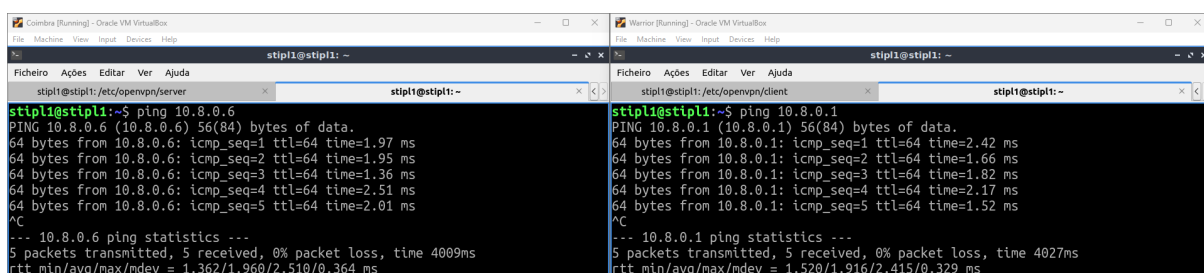 Coimbra [Running] - Oracle VM VirtualBox
File Machine View Input Devices Help
stipl1@stipl1: ~
Ficheiro Ações Editar Ver Ajuda
stipl1@stipl1: /etc/openvpn/server
stipl1@stipl1: ~
stipl1@stipl1:~$ ping 10.8.0.6
PING 10.8.0.6 (10.8.0.6) 56(84) bytes of data.
64 bytes from 10.8.0.6: icmp_seq=1 ttl=64 time=1.97 ms
64 bytes from 10.8.0.6: icmp_seq=2 ttl=64 time=1.95 ms
64 bytes from 10.8.0.6: icmp_seq=3 ttl=64 time=1.36 ms
64 bytes from 10.8.0.6: icmp_seq=4 ttl=64 time=2.51 ms
64 bytes from 10.8.0.6: icmp_seq=5 ttl=64 time=2.01 ms
^C
--- 10.8.0.6 ping statistics ---
5 packets transmitted, 5 received, 0% packet loss, time 4009ms
rtt min/avg/max/mdev = 1.362/1.960/2.510/0.364 ms
Warrior [Running] - Oracle VM VirtualBox
File Machine View Input Devices Help
stipl1@stipl1: ~
Ficheiro Ações Editar Ver Ajuda
stipl1@stipl1: /etc/openvpn/client
stipl1@stipl1: ~
stipl1@stipl1:~$ ping 10.8.0.1
PING 10.8.0.1 (10.8.0.1) 56(84) bytes of data.
64 bytes from 10.8.0.1: icmp_seq=1 ttl=64 time=2.42 ms
64 bytes from 10.8.0.1: icmp_seq=2 ttl=64 time=1.66 ms
64 bytes from 10.8.0.1: icmp_seq=3 ttl=64 time=1.82 ms
64 bytes from 10.8.0.1: icmp_seq=4 ttl=64 time=2.17 ms
64 bytes from 10.8.0.1: icmp_seq=5 ttl=64 time=1.52 ms
^C
--- 10.8.0.1 ping statistics ---
5 packets transmitted, 5 received, 0% packet loss, time 4027ms
rtt min/avg/max/mdev = 1.520/1.916/2.415/0.329 ms